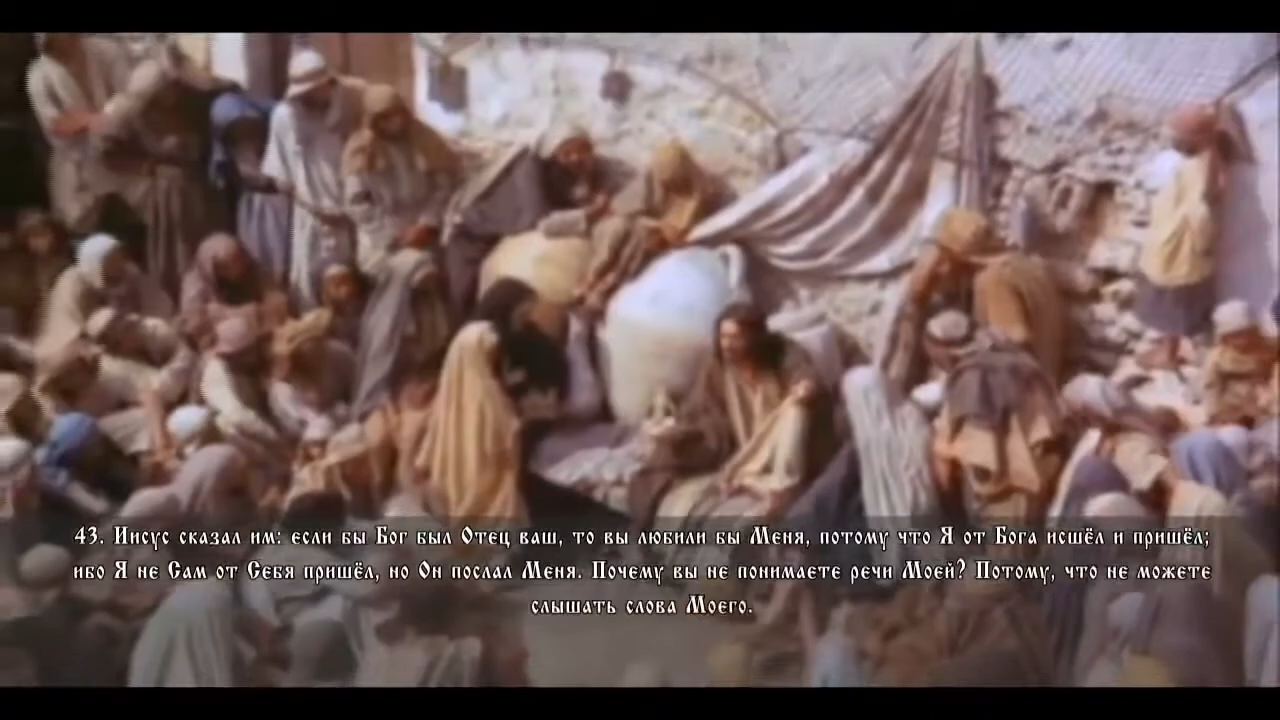 43. Иисус сказал им: если бы Бог был Отец ваш, то вы любили бы Меня, потому что Я от Бога исшёл и пришёл;
ибо Я не Сам от Себя пришёл, но Он послал Меня. Почему вы не понимаете речи Моей? Потому, что не можете
слышать слова Моего.